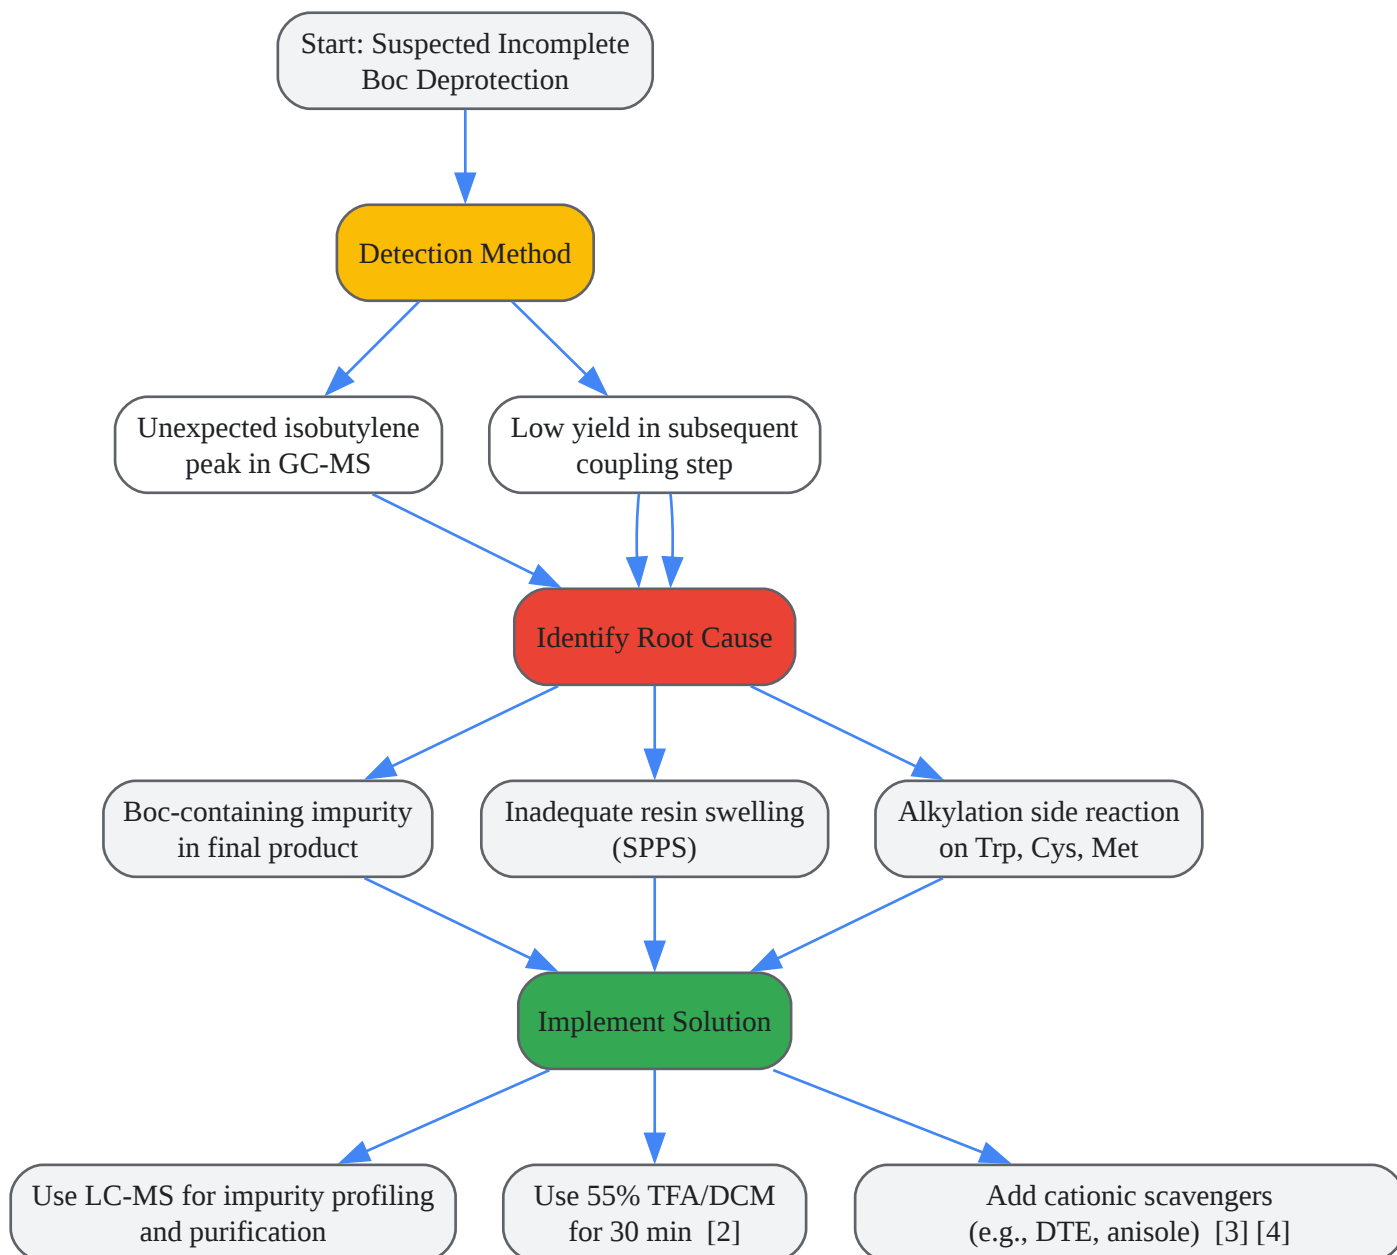 Start: Suspected Incomplete
Boc Deprotection
Detection Method
Unexpected isobutylene
peak in GC-MS
Low yield in subsequent
coupling step
Identify Root Cause
Boc-containing impurity
in final product
Inadequate resin swelling
(SPPS)
Alkylation side reaction
on Trp, Cys, Met
Implement Solution
Use LC-MS for impurity profiling
and purification
Use 55% TFA/DCM
for 30 min [2]
Add cationic scavengers
(e.g., DTE, anisole) [3] [4]